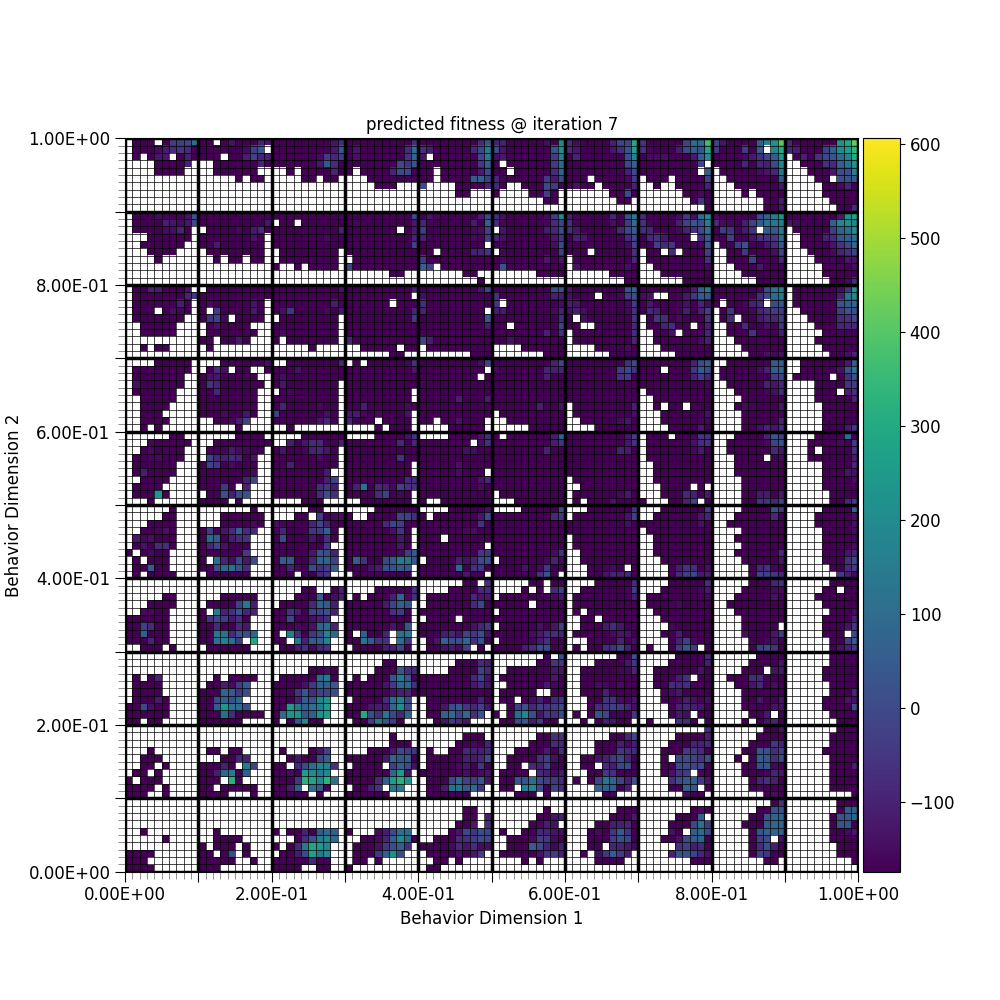 predicted fitness @ iteration 7
1.00E+00
8.00E-01
6.00E-01
4.00E-01
2.00E-01
0.00E+00
Behavior Dimension 2
0.00E+00 2.00E-01 4.00E-01 6.00E-01 8.00E-01 1.00E+00
Behavior Dimension 1
600
500
400
300
200
100
0
−100